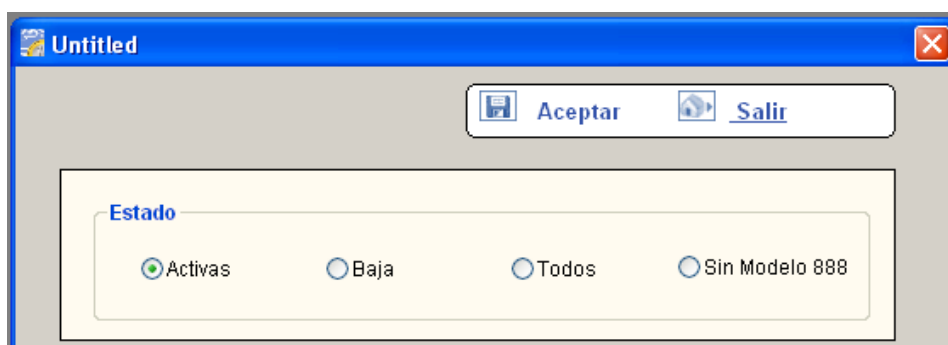 Untitled
Aceptar Salir
Estado
Activas Baja Todos Sin Modelo 888